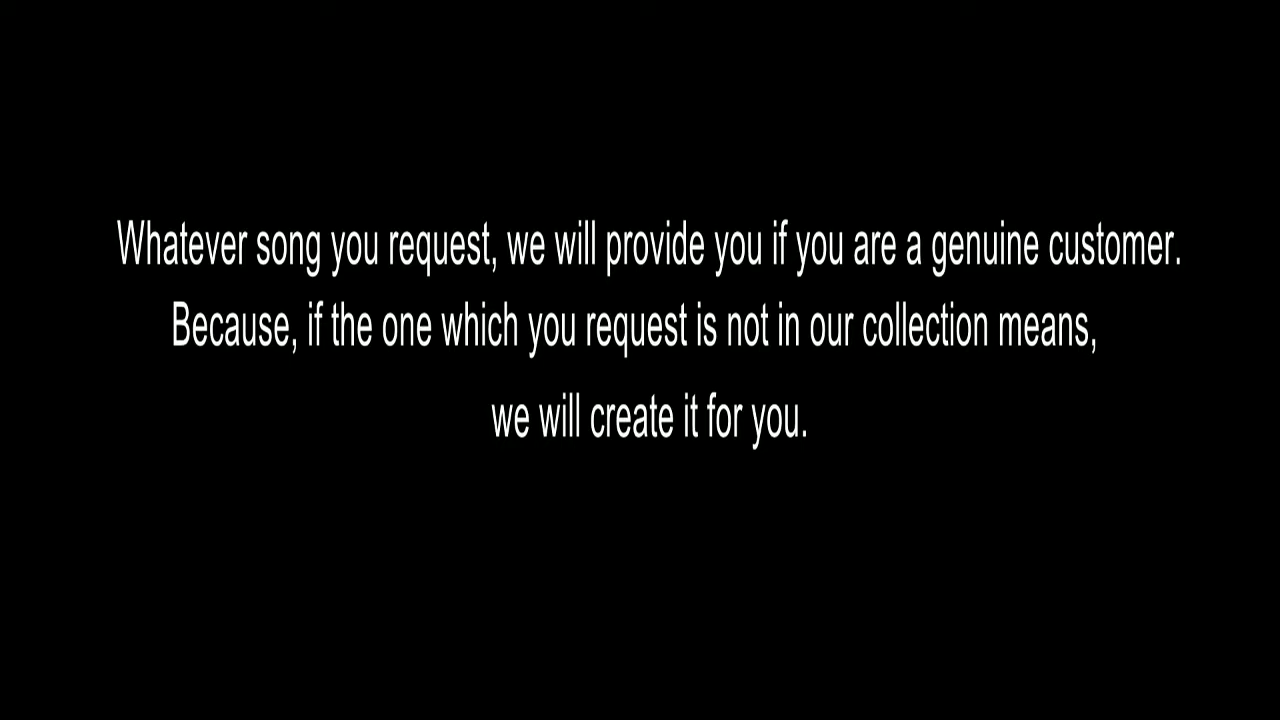 Whatever song you request, we will provide you if you are a genuine customer.
Because, if the one which you request is not in our collection means,
we will create it for you.